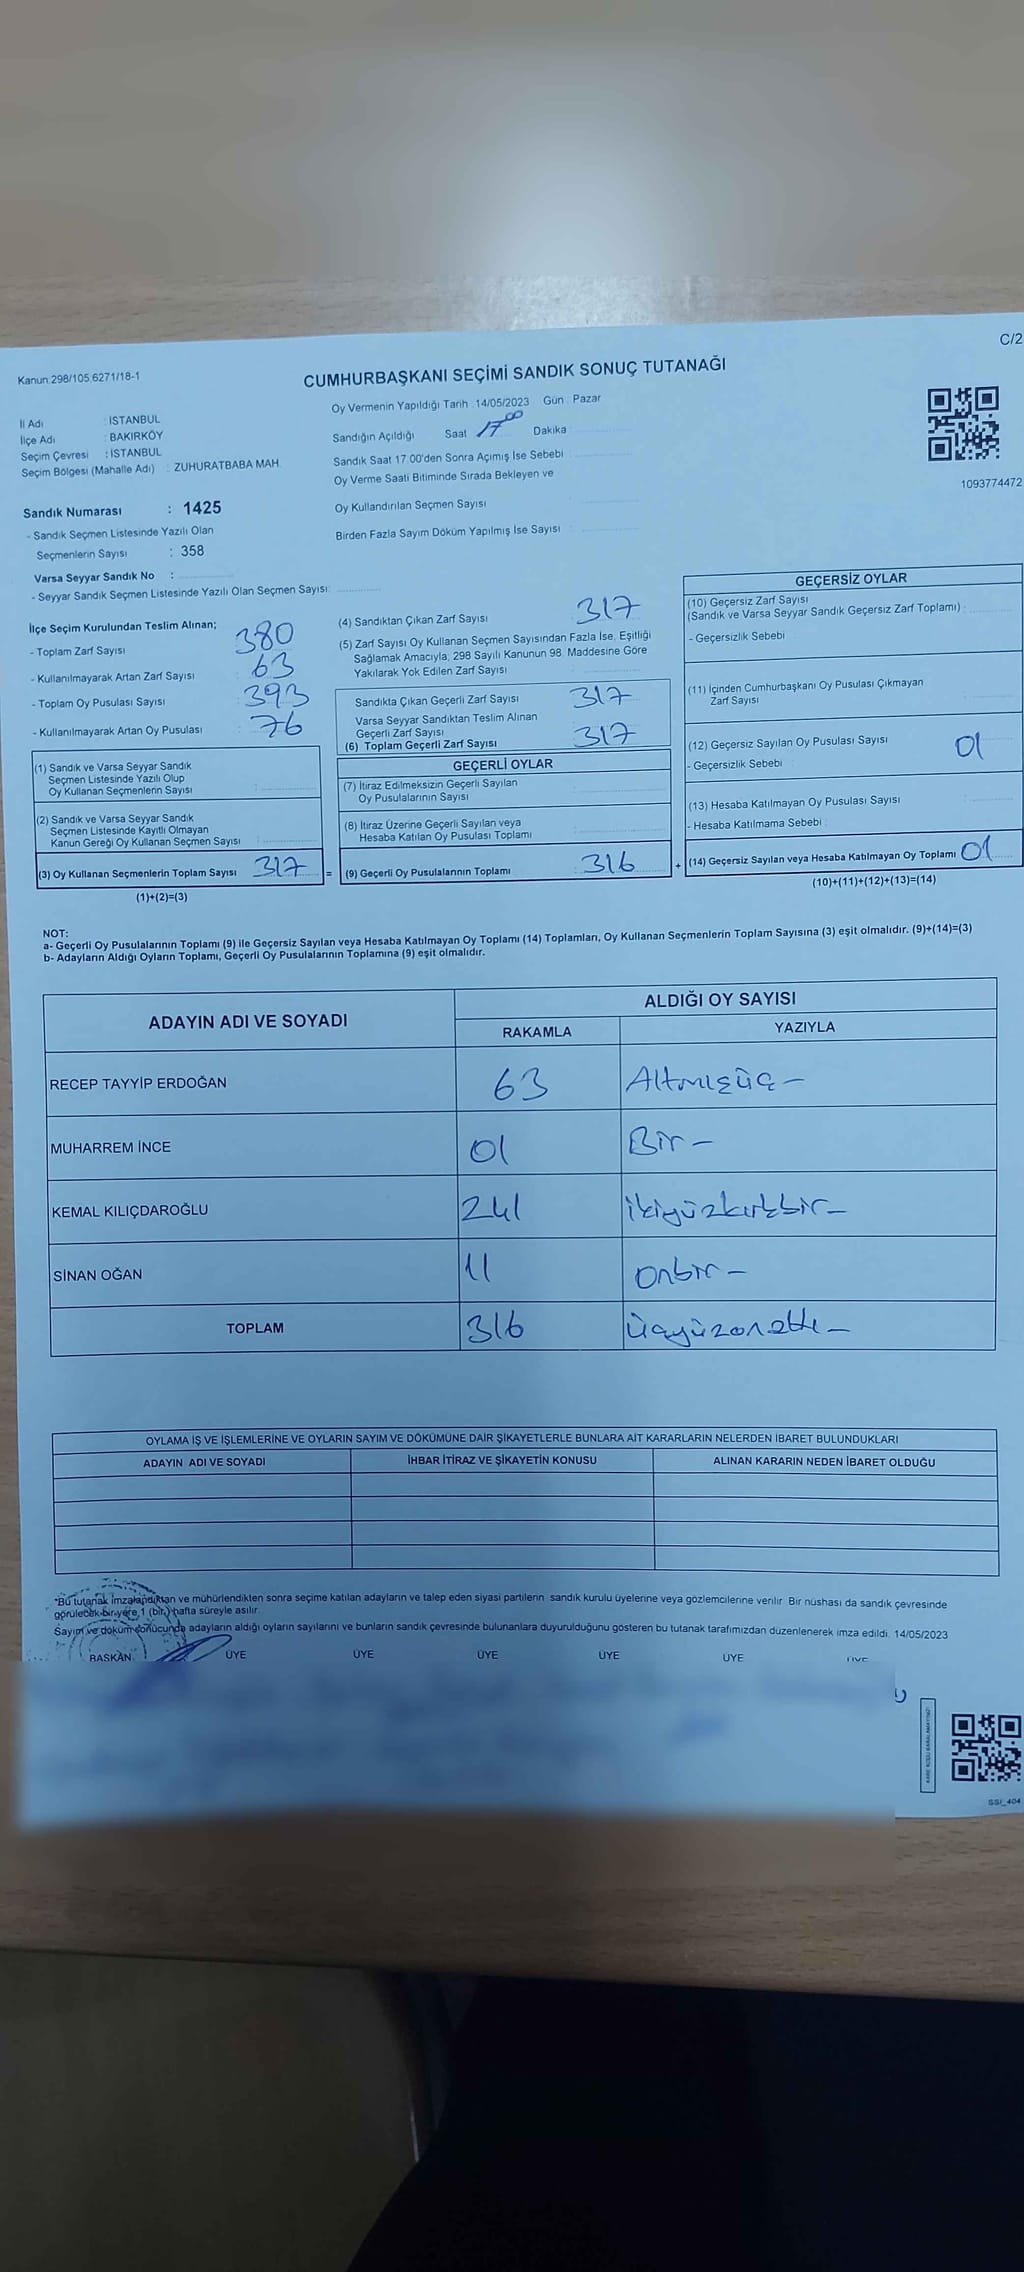 C/2
Kanun 298/105,6271/18-1
CUMHURBAŞKANI SEÇİMİ SANDIK SONUÇ TUTANAĞI
İl Adı : İSTANBUL
İlçe Adı : BAKIRKÖY
Seçim Çevresi : İSTANBUL
Seçim Bölgesi (Mahalle Adı) : ZUHURATBABA MAH.
Sandık Numarası : 1425
- Sandık Seçmen Listesinde Yazılı Olan
Seçmenlerin Sayısı : 358
Varsa Seyyar Sandık No :
- Seyyar Sandık Seçmen Listesinde Yazılı Olan Seçmen Sayısı:
Oy Vermenin Yapıldığı Tarih : 14/05/2023 Gün : Pazar
Sandığın Açıldığı Saat 17 00 Dakika
Sandık Saat 17.00'den Sonra Açımış İse Sebebi
Oy Verme Saati Bitiminde Sırada Bekleyen ve
Oy Kullandırılan Seçmen Sayısı
Birden Fazla Sayım Döküm Yapılmış İse Sayısı :
1093774472
İlçe Seçim Kurulundan Teslim Alınan;
- Toplam Zarf Sayısı 380
- Kullanılmayarak Artan Zarf Sayısı 63
- Toplam Oy Pusulası Sayısı 393
- Kullanılmayarak Artan Oy Pusulası 76
(1) Sandık ve Varsa Seyyar Sandık
Seçmen Listesinde Yazılı Olup
Oy Kullanan Seçmenlerin Sayısı :
(2) Sandık ve Varsa Seyyar Sandık
Seçmen Listesinde Kayıtlı Olmayan
Kanun Gereği Oy Kullanan Seçmen Sayısı :
(3) Oy Kullanan Seçmenlerin Toplam Sayısı 317
(1)+(2)=(3)
(4) Sandıktan Çıkan Zarf Sayısı 317
(5) Zarf Sayısı Oy Kullanan Seçmen Sayısından Fazla İse, Eşitliği
Sağlamak Amacıyla, 298 Sayılı Kanunun 98. Maddesine Göre
Yakılarak Yok Edilen Zarf Sayısı :
Sandıkta Çıkan Geçerli Zarf Sayısı 317
Varsa Seyyar Sandıktan Teslim Alınan
Geçerli Zarf Sayısı
(6) Toplam Geçerli Zarf Sayısı 317
GEÇERLİ OYLAR
(7) İtiraz Edilmeksizin Geçerli Sayılan
Oy Pusulalarının Sayısı
(8) İtiraz Üzerine Geçerli Sayılan veya
Hesaba Katılan Oy Pusulası Toplamı :
= (9) Geçerli Oy Pusulalarının Toplamı 316
GEÇERSİZ OYLAR
(10) Geçersiz Zarf Sayısı
(Sandık ve Varsa Seyyar Sandık Geçersiz Zarf Toplamı) :
- Geçersizlik Sebebi
(11) İçinden Cumhurbaşkanı Oy Pusulası Çıkmayan
Zarf Sayısı
(12) Geçersiz Sayılan Oy Pusulası Sayısı 01
- Geçersizlik Sebebi
(13) Hesaba Katılmayan Oy Pusulası Sayısı
- Hesaba Katılmama Sebebi :
+ (14) Geçersiz Sayılan veya Hesaba Katılmayan Oy Toplamı 01
(10)+(11)+(12)+(13)=(14)
NOT:
a- Geçerli Oy Pusulalarının Toplamı (9) ile Geçersiz Sayılan veya Hesaba Katılmayan Oy Toplamı (14) Toplamları, Oy Kullanan Seçmenlerin Toplam Sayısına (3) eşit olmalıdır. (9)+(14)=(3)
b- Adayların Aldığı Oyların Toplamı, Geçerli Oy Pusulalarının Toplamına (9) eşit olmalıdır.
ADAYIN ADI VE SOYADI ALDIĞI OY SAYISI
RAKAMLA YAZIYLA
RECEP TAYYİP ERDOĞAN 63 Altmışüç –
MUHARREM İNCE 01 Bir –
KEMAL KILIÇDAROĞLU 241 ikiyüzkırkbir –
SİNAN OĞAN 11 onbir –
TOPLAM 316 üçyüzonaltı –
OYLAMA İŞ VE İŞLEMLERİNE VE OYLARIN SAYIM VE DÖKÜMÜNE DAİR ŞİKAYETLERLE BUNLARA AİT KARARLARIN NELERDEN İBARET BULUNDUKLARI
ADAYIN ADI VE SOYADI İHBAR İTİRAZ VE ŞİKAYETİN KONUSU ALINAN KARARIN NEDEN İBARET OLDUĞU
*Bu tutanak imzalandıktan ve mühürlendikten sonra seçime katılan adayların ve talep eden siyasi partilerin sandık kurulu üyelerine veya gözlemcilerine verilir. Bir nüshası da sandık çevresinde
görülecek bir yere 1 (bir) hafta süreyle asılır.
Sayım ve döküm sonucunda adayların aldığı oyların sayılarını ve bunların sandık çevresinde bulunanlara duyurulduğunu gösteren bu tutanak tarafımızdan düzenlenerek imza edildi. 14/05/2023
BAŞKAN ÜYE ÜYE ÜYE ÜYE ÜYE ÜYE
SSI_404